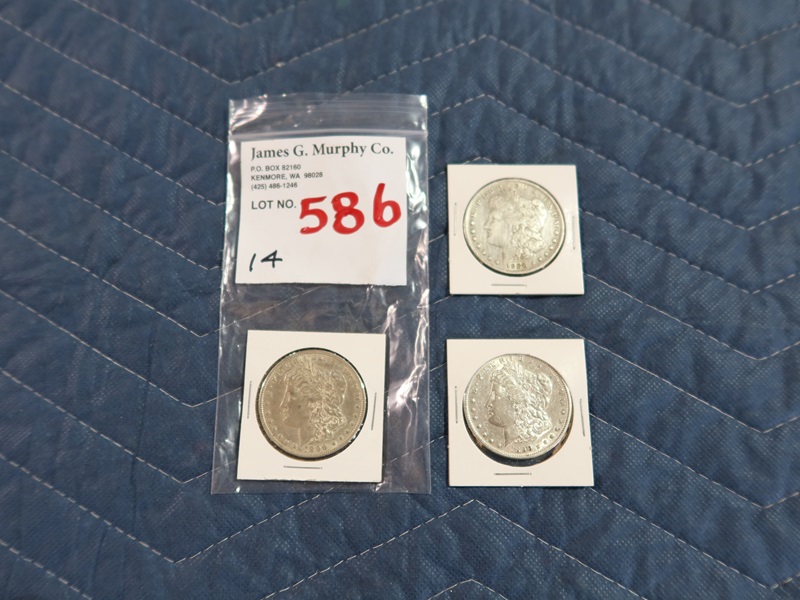 James G. Murphy Co.
P.O. BOX 82160
KENMORE, WA 98028
(425) 486-1246
LOT NO. 586
14